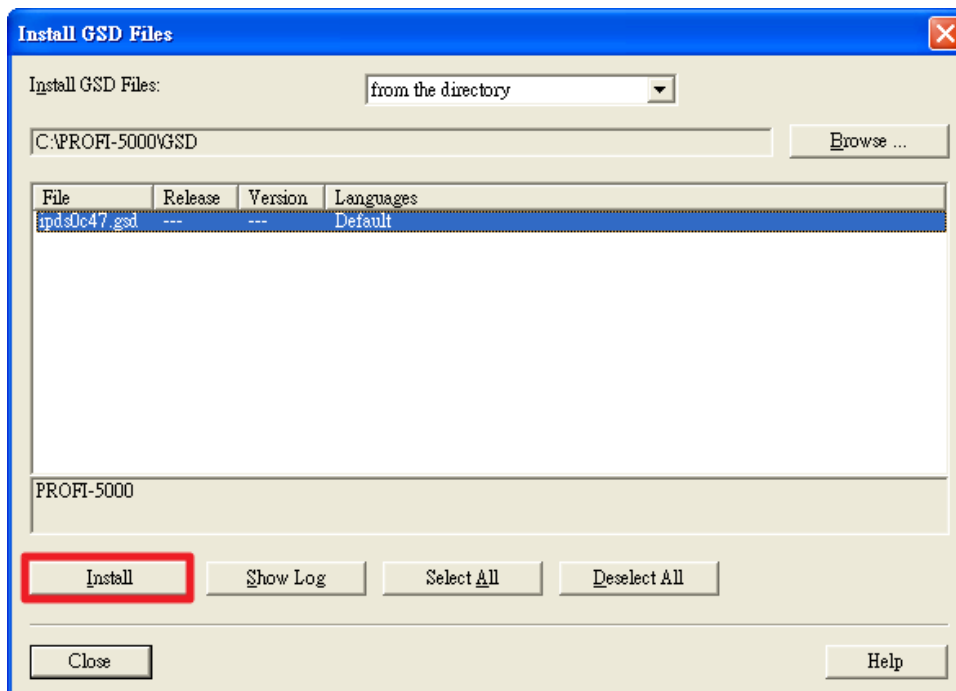 Install GSD Files
Install GSD Files: from the directory
C:\PROFI-5000\GSD Browse ...
File Release Version Languages
ipds0c47.gsd --- --- Default
PROFI-5000
Install Show Log Select All Deselect All
Close Help